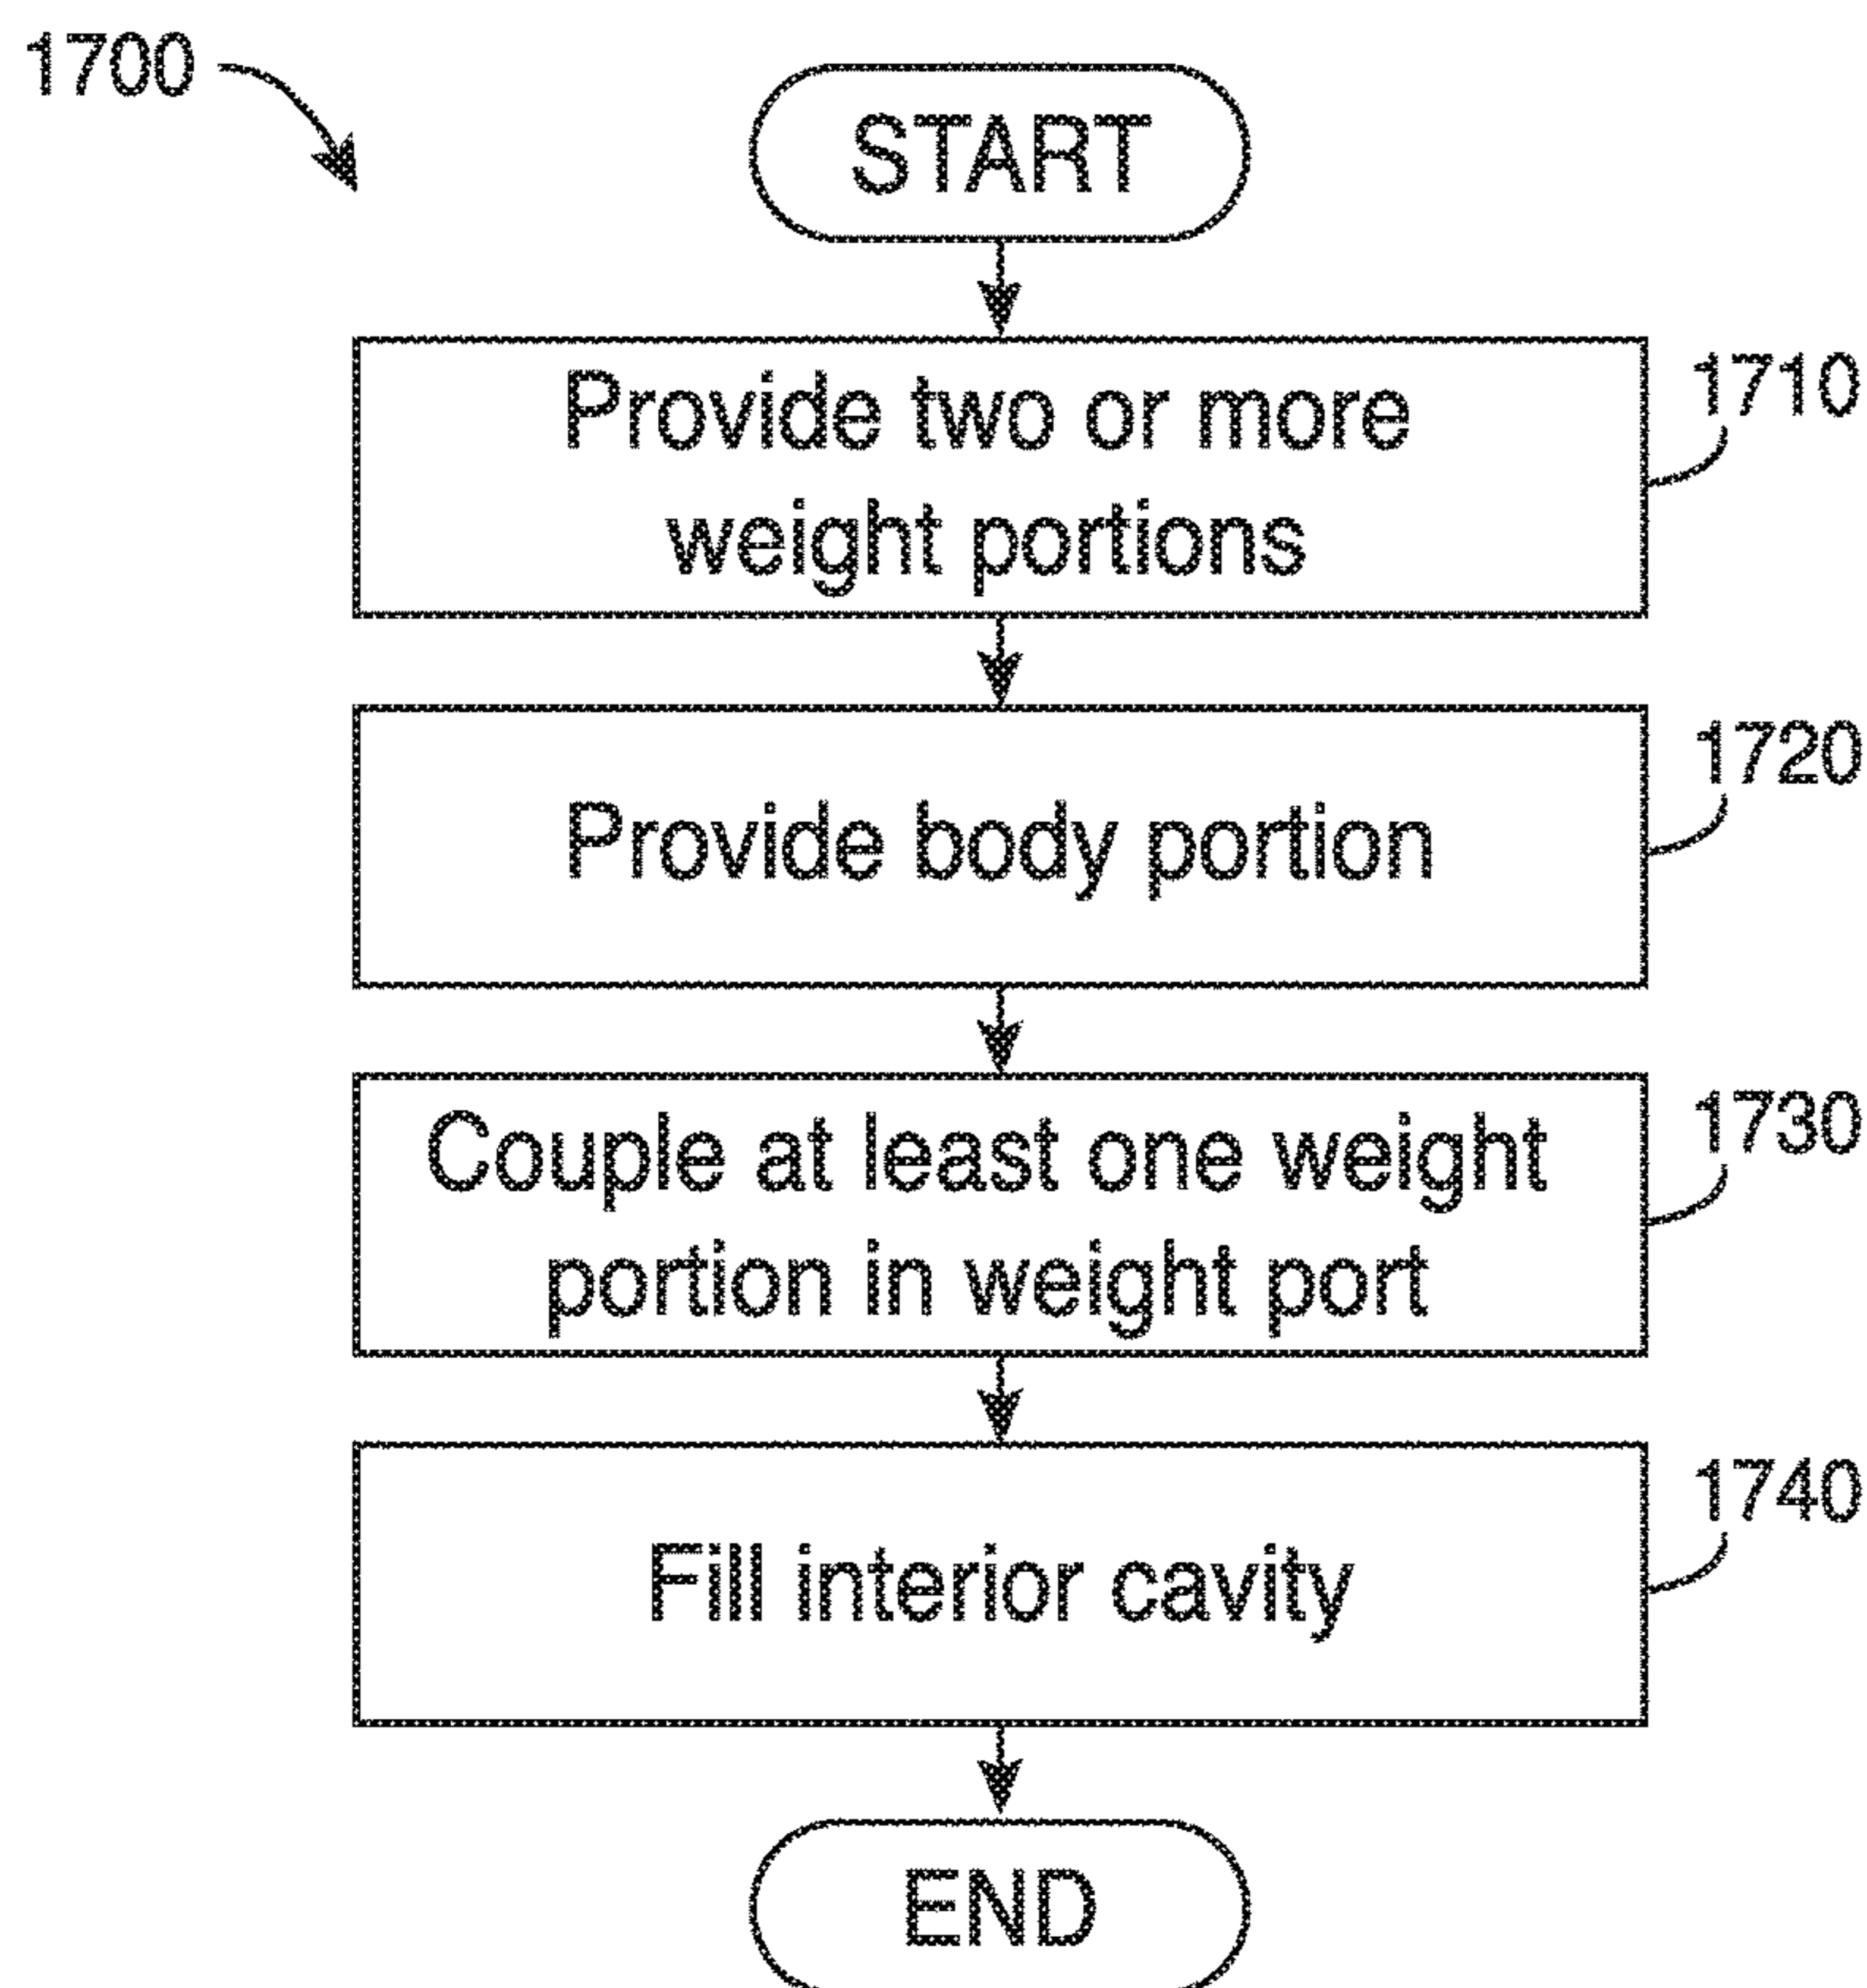 1700
START
Provide two or more
weight portions
1710
Provide body portion
1720
Couple at least one weight
portion in weight port
1730
Fill interior cavity
1740
END